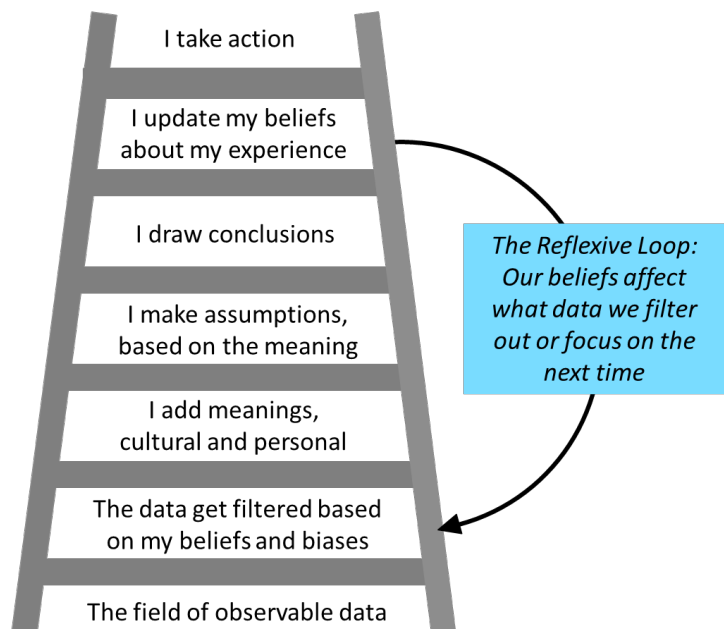 I take action
I update my beliefs
about my experience
I draw conclusions
I make assumptions,
based on the meaning
I add meanings,
cultural and personal
The data get filtered based
on my beliefs and biases
The field of observable data
The Reflexive Loop:
Our beliefs affect
what data we filter
out or focus on the
next time